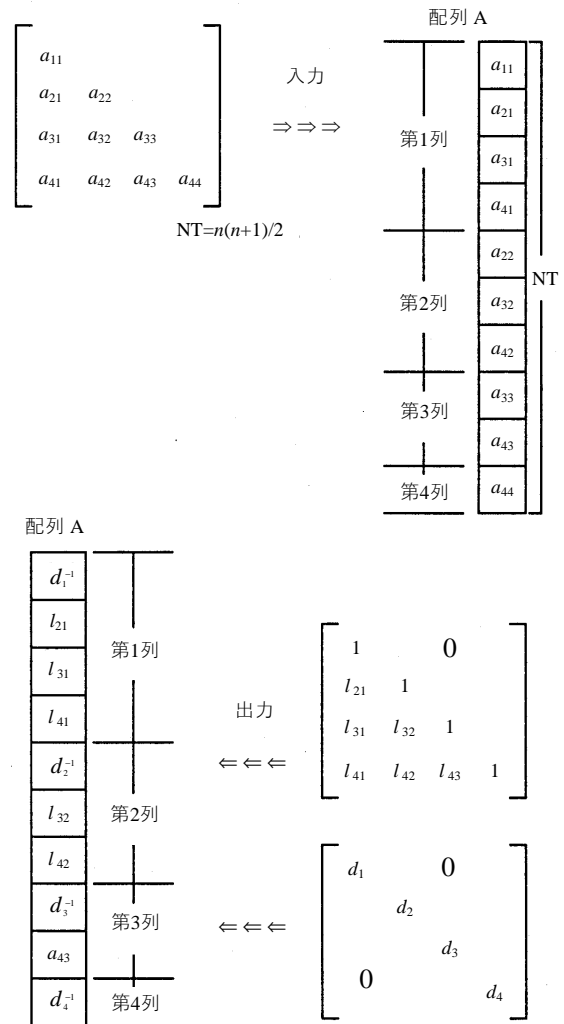 配列 A
a₁₁
a₂₁ a₂₂
a₃₁ a₃₂ a₃₃
a₄₁ a₄₂ a₄₃ a₄₄
NT=n(n+1)/2
入力
⇒⇒⇒
第1列
第2列
第3列
第4列
a₁₁
a₂₁
a₃₁
a₄₁
a₂₂
a₃₂
a₄₂
a₃₃
a₄₃
a₄₄
NT
配列 A
d₁⁻¹
l₂₁
l₃₁
l₄₁
d₂⁻¹
l₃₂
l₄₂
d₃⁻¹
a₄₃
d₄⁻¹
第1列
第2列
第3列
第4列
出力
⇐⇐⇐
1 0
l₂₁ 1
l₃₁ l₃₂ 1
l₄₁ l₄₂ l₄₃ 1
⇐⇐⇐
d₁ 0
d₂
d₃
0 d₄